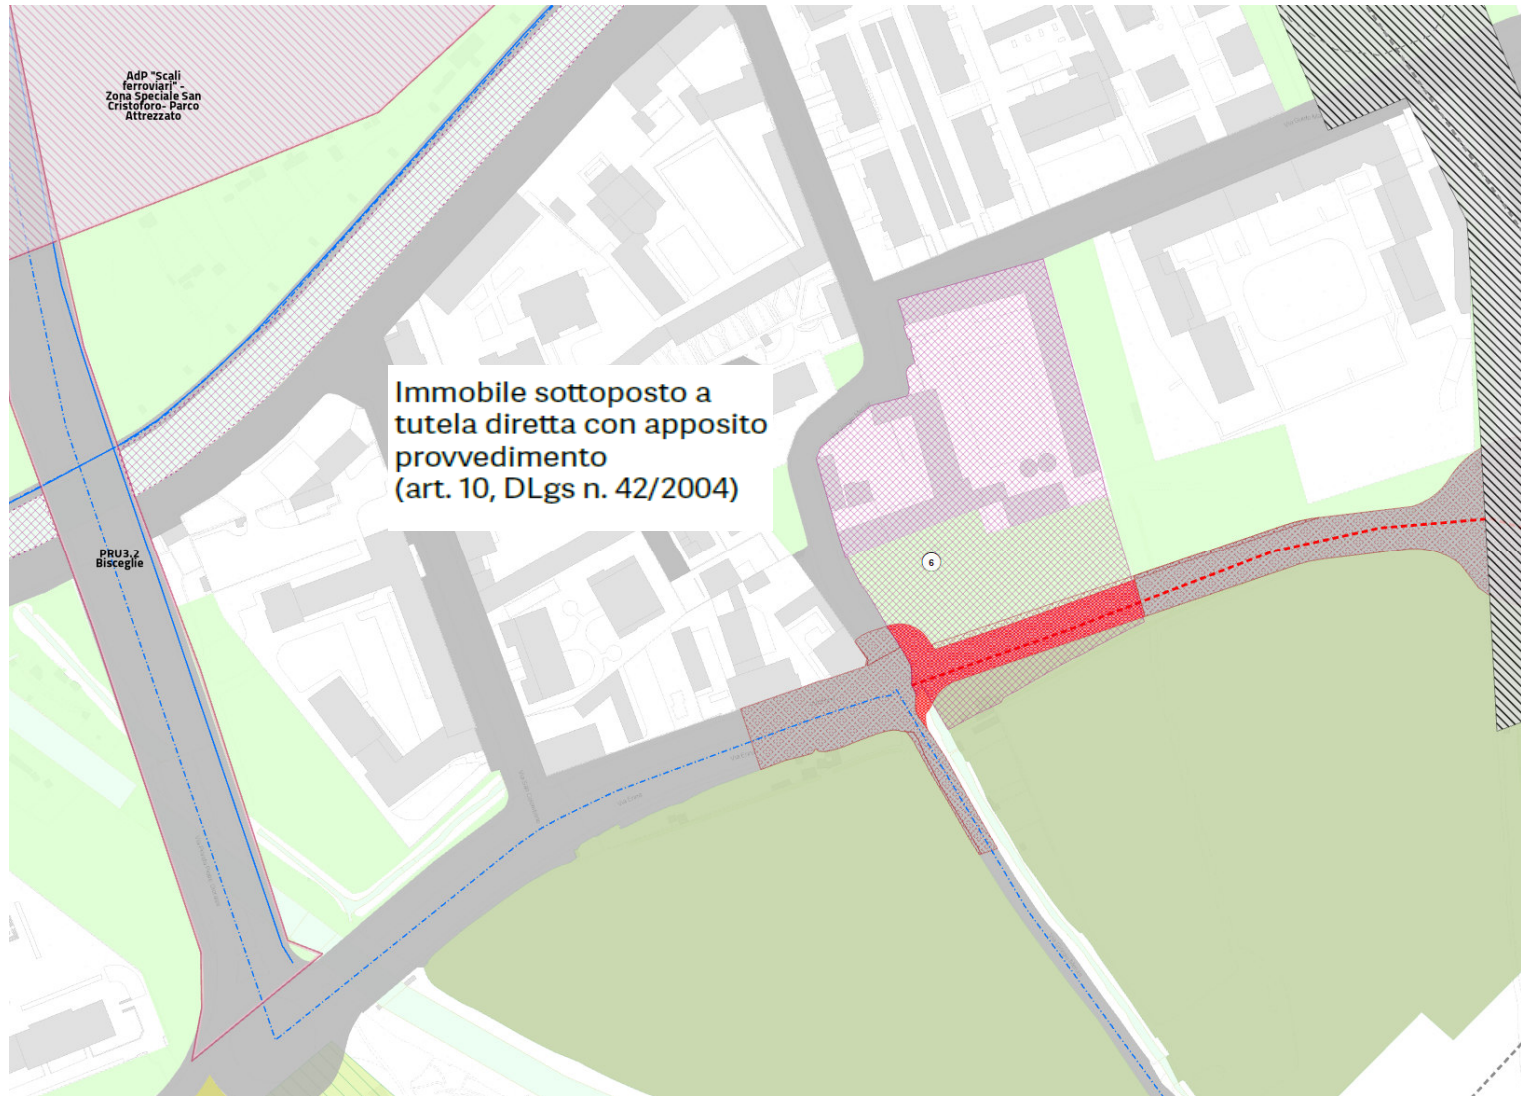 AdP "Scali
ferroviari" -
Zona Speciale San
Cristoforo- Parco
Attrezzato
Immobile sottoposto a
tutela diretta con apposito
provvedimento
(art. 10, DLgs n. 42/2004)
PRU3.2
Bisceglie
6